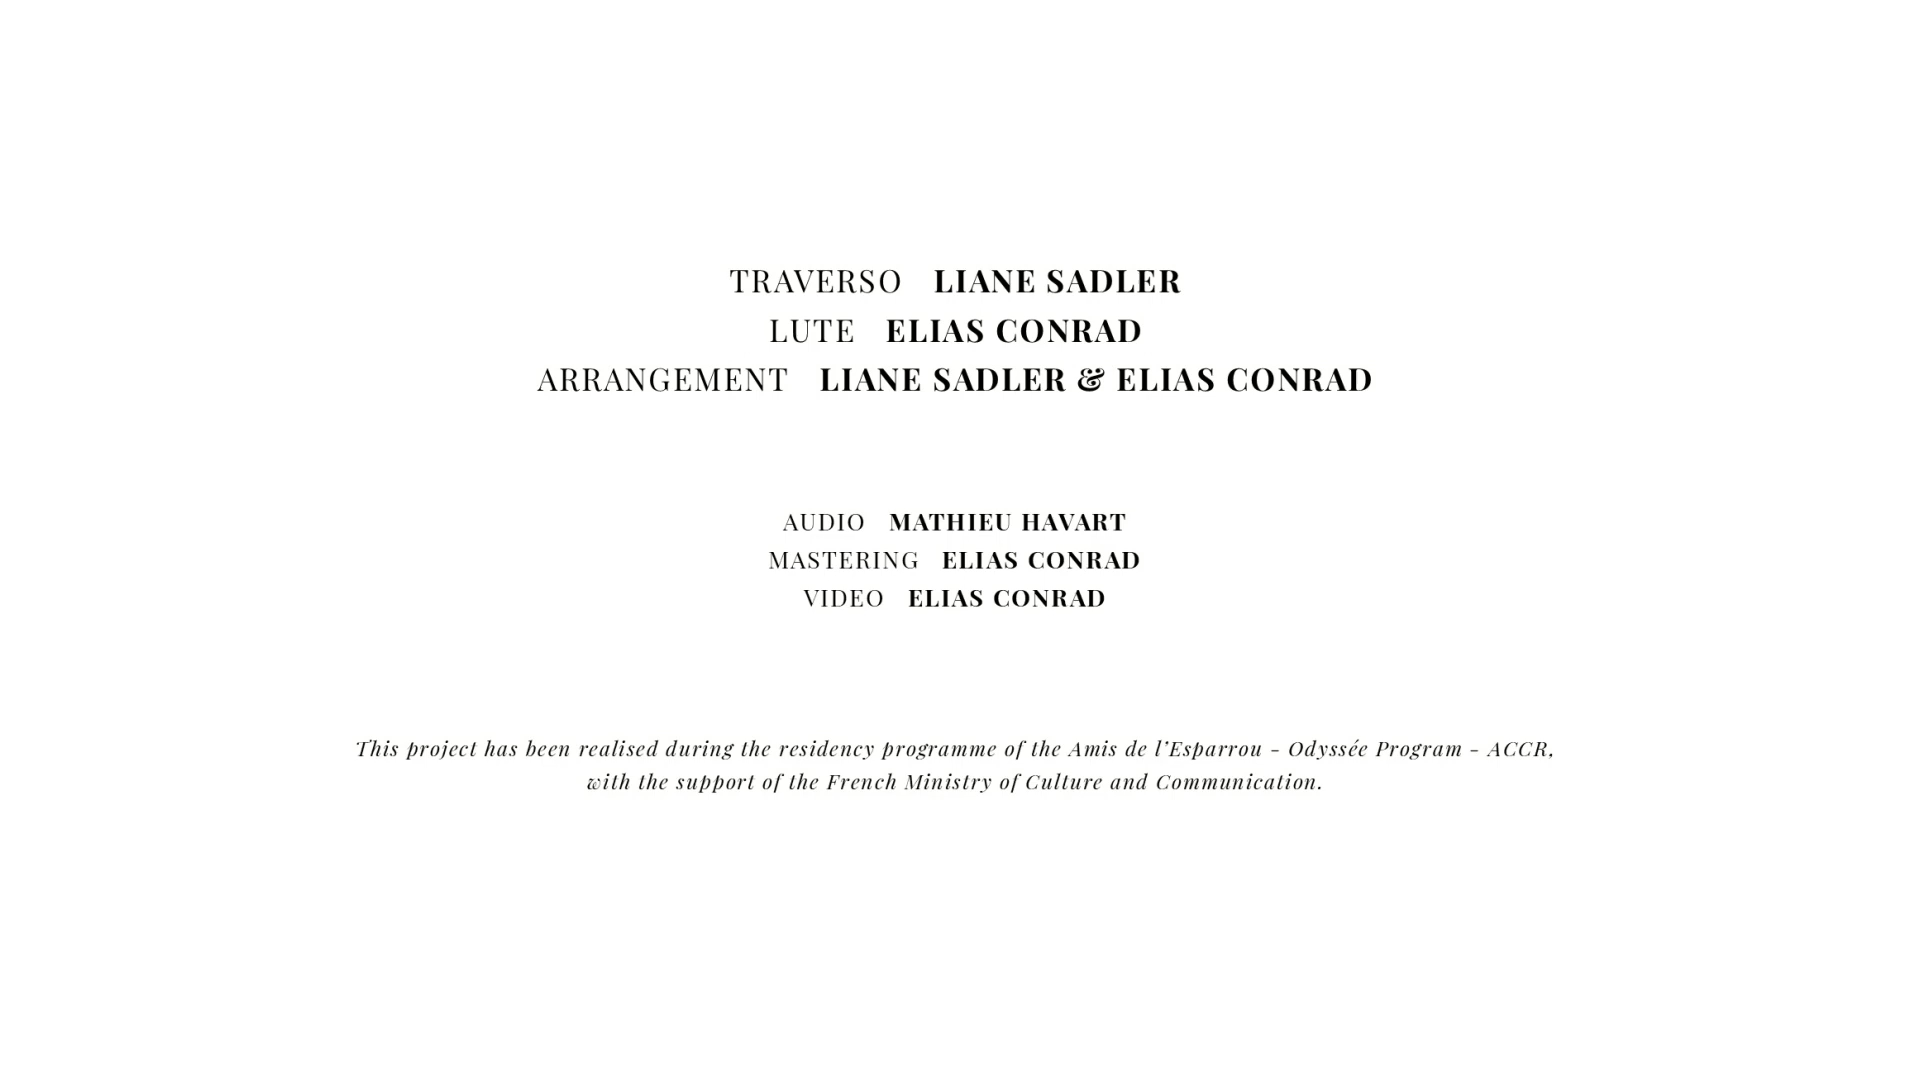 TRAVERSO LIANE SADLER
LUTE ELIAS CONRAD
ARRANGEMENT LIANE SADLER & ELIAS CONRAD
AUDIO MATHIEU HAVART
MASTERING ELIAS CONRAD
VIDEO ELIAS CONRAD
This project has been realised during the residency programme of the Amis de l’Esparrou - Odyssée Program - ACCR,
with the support of the French Ministry of Culture and Communication.